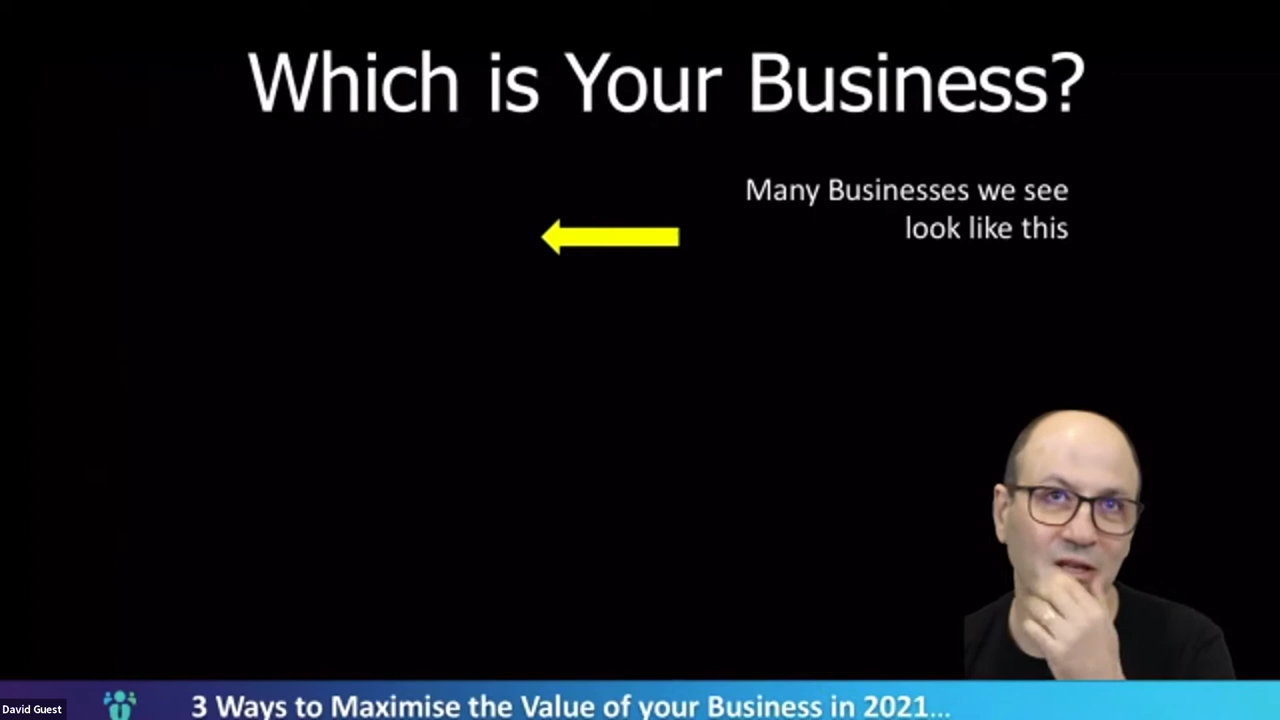 Which is Your Business?
Many Businesses we see
look like this
David Guest
3 Ways to Maximise the Value of your Business in 2021...